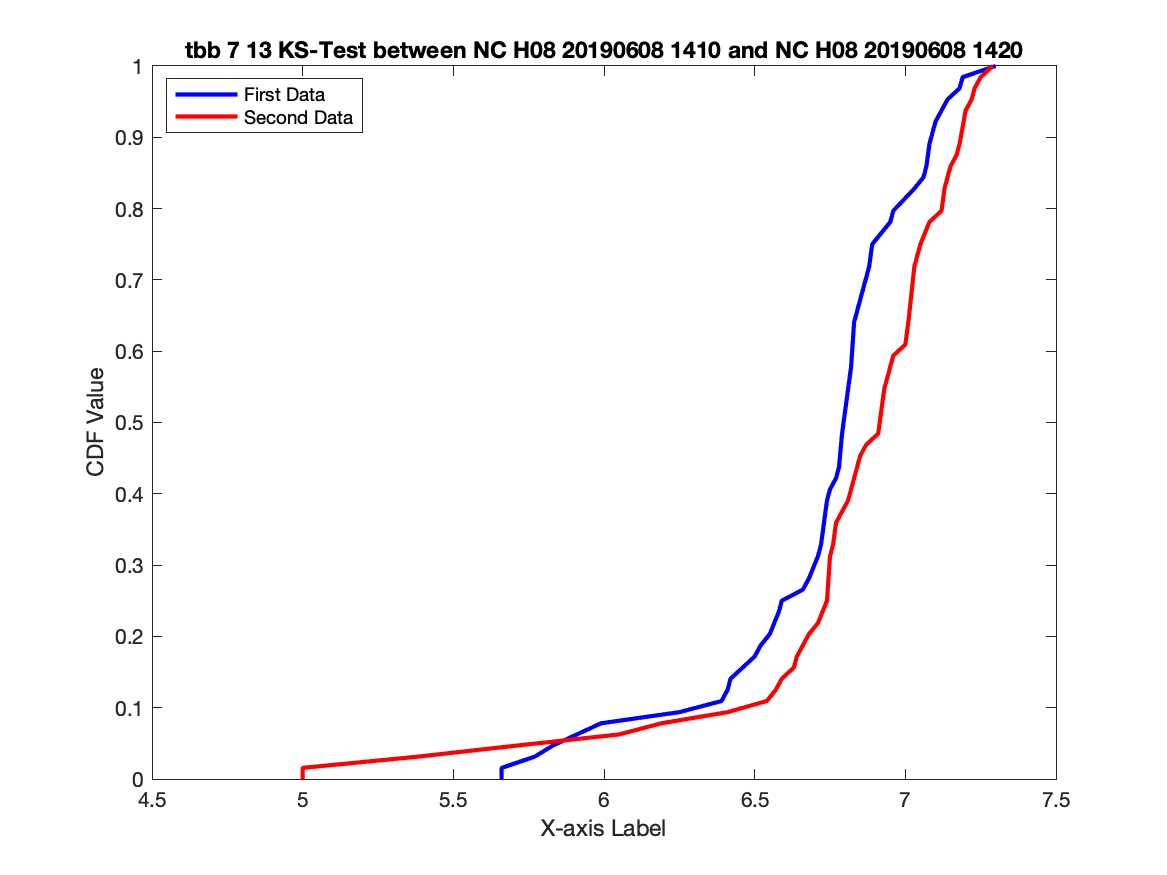 tbb 7 13 KS-Test between NC H08 20190608 1410 and NC H08 20190608 1420
First Data
Second Data
1
0.9
0.8
0.7
0.6
0.5
0.4
0.3
0.2
0.1
0
CDF Value
4.5 5 5.5 6 6.5 7 7.5
X-axis Label